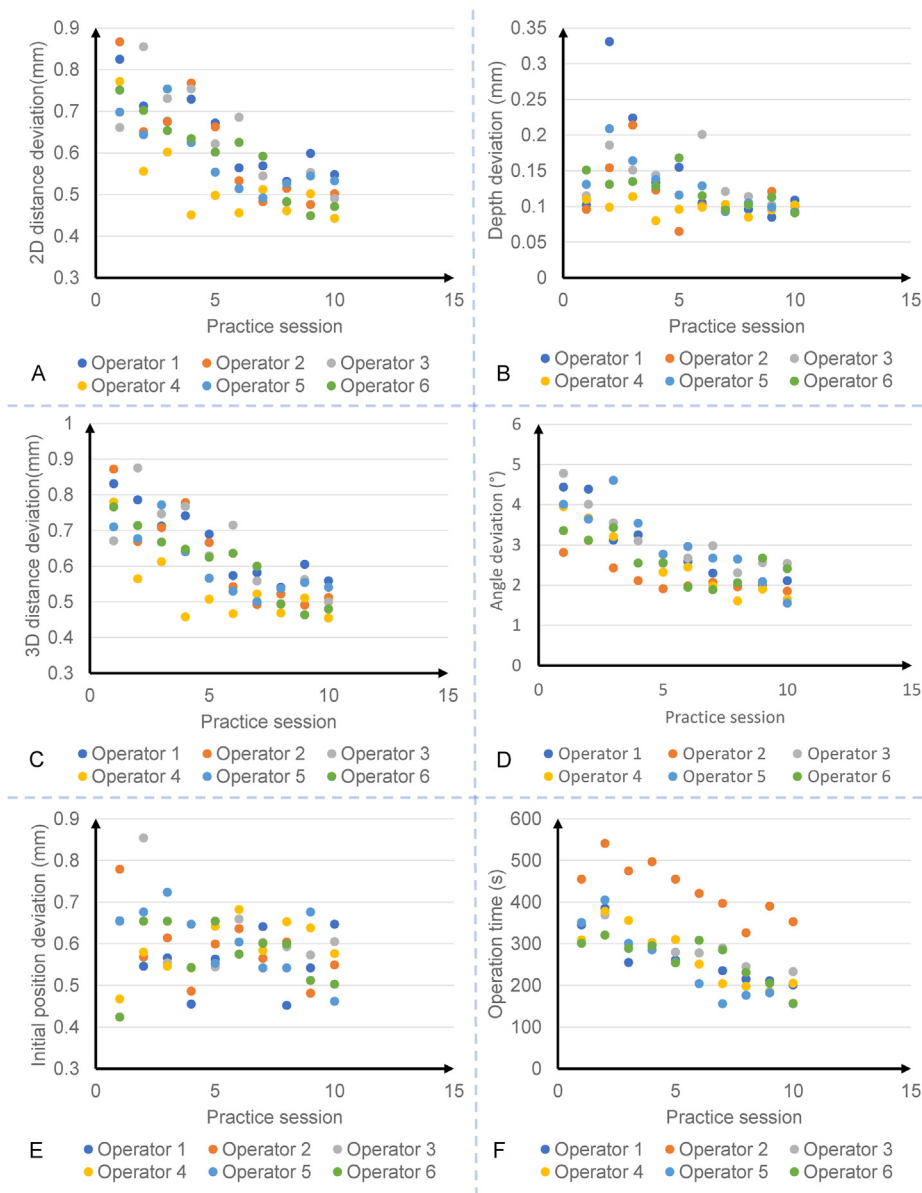 0.9
0.8
0.7
0.6
0.5
0.4
0.3
2D distance deviation(mm)
0 5 10 15
Practice session
A
Operator 1 Operator 2 Operator 3
Operator 4 Operator 5 Operator 6
0.35
0.3
0.25
0.2
0.15
0.1
0.05
0
Depth deviation (mm)
0 5 10 15
Practice session
B
Operator 1 Operator 2 Operator 3
Operator 4 Operator 5 Operator 6
1
0.9
0.8
0.7
0.6
0.5
0.4
0.3
3D distance deviation(mm)
0 5 10 15
Practice session
C
Operator 1 Operator 2 Operator 3
Operator 4 Operator 5 Operator 6
6
5
4
3
2
1
0
Angle deviation (°)
0 5 10 15
Practice session
D
Operator 1 Operator 2 Operator 3
Operator 4 Operator 5 Operator 6
0.9
0.8
0.7
0.6
0.5
0.4
0.3
Initial position deviation (mm)
0 5 10 15
Practice session
E
Operator 1 Operator 2 Operator 3
Operator 4 Operator 5 Operator 6
600
500
400
300
200
100
0
Operation time (s)
0 5 10 15
Practice session
F
Operator 1 Operator 2 Operator 3
Operator 4 Operator 5 Operator 6